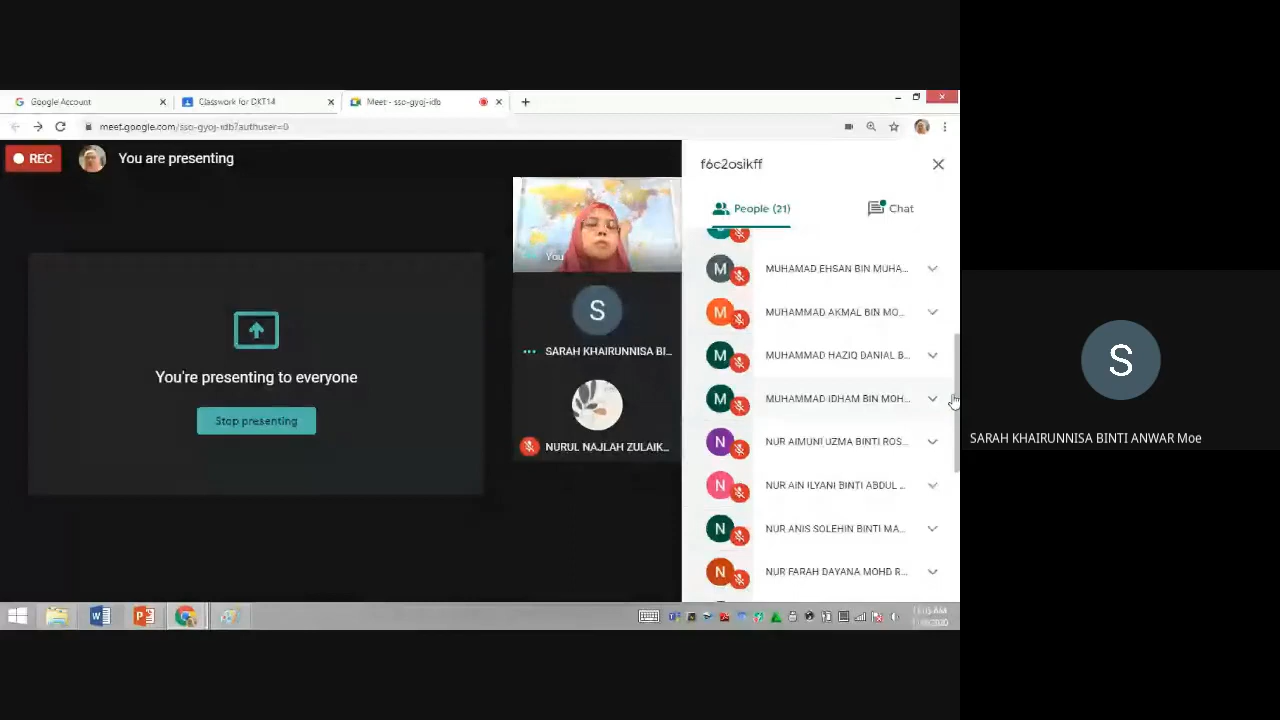 Google Account
Classwork for DKT14
Meet - ssc-gyoj-idb
meet.google.com/ssc-gyoj-idb?authuser=0
REC
You are presenting
f6c2osikff
People (21)
Chat
You
You're presenting to everyone
Stop presenting
SARAH KHAIRUNNISA BI...
NURUL NAJLAH ZULAIK...
MUHAMAD EHSAN BIN MUHA...
MUHAMMAD AKMAL BIN MO...
MUHAMMAD HAZIQ DANIAL B...
MUHAMMAD IDHAM BIN MOH...
NUR AIMUNI UZMA BINTI ROS...
NUR AIN ILYANI BINTI ABDUL ...
NUR ANIS SOLEHIN BINTI MA...
NUR FARAH DAYANA MOHD R...
S
M
M
M
M
N
N
N
N
S
SARAH KHAIRUNNISA BINTI ANWAR Moe